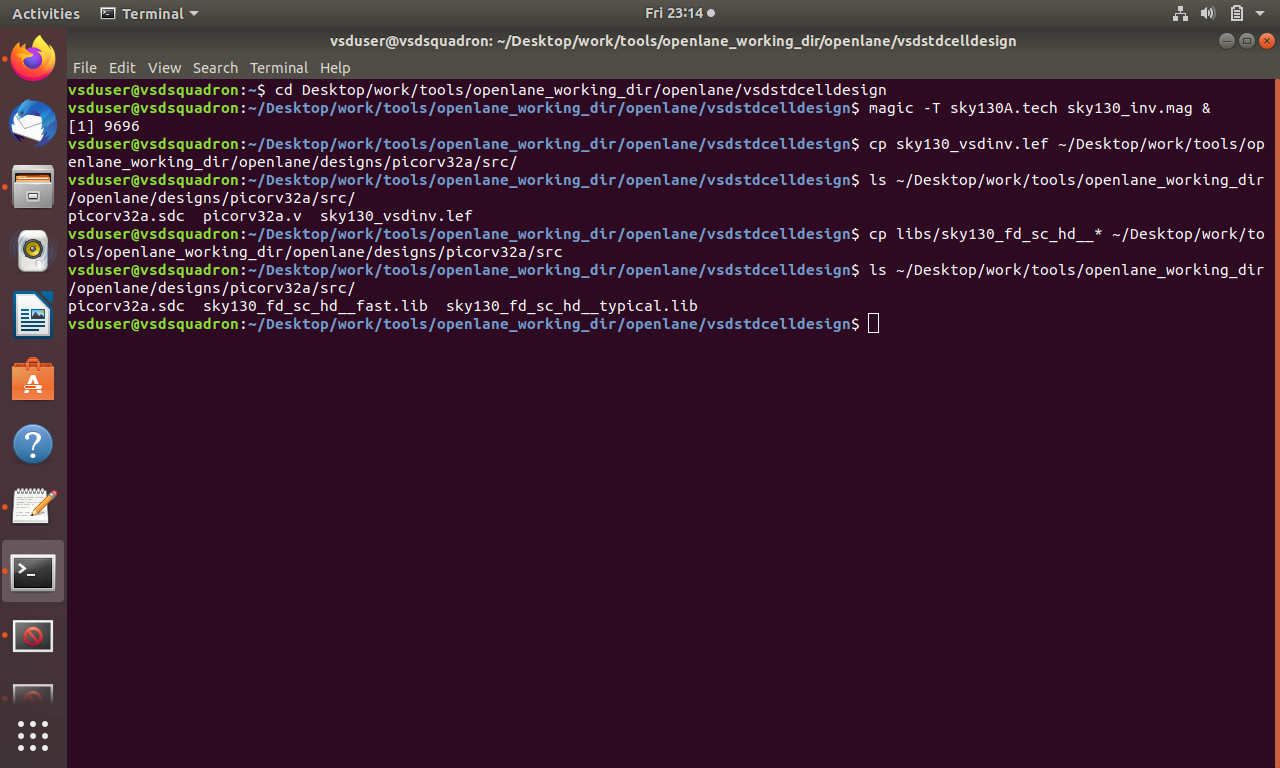 Activities Terminal Fri 23:14
vsduser@vsdsquadron: ~/Desktop/work/tools/openlane_working_dir/openlane/vsdstdcelldesign
File Edit View Search Terminal Help
vsduser@vsdsquadron:~$ cd Desktop/work/tools/openlane_working_dir/openlane/vsdstdcelldesign
vsduser@vsdsquadron:~/Desktop/work/tools/openlane_working_dir/openlane/vsdstdcelldesign$ magic -T sky130A.tech sky130_inv.mag &
[1] 9696
vsduser@vsdsquadron:~/Desktop/work/tools/openlane_working_dir/openlane/vsdstdcelldesign$ cp sky130_vsdinv.lef ~/Desktop/work/tools/op
enlane_working_dir/openlane/designs/picorv32a/src/
vsduser@vsdsquadron:~/Desktop/work/tools/openlane_working_dir/openlane/vsdstdcelldesign$ ls ~/Desktop/work/tools/openlane_working_dir
/openlane/designs/picorv32a/src/
picorv32a.sdc  picorv32a.v  sky130_vsdinv.lef
vsduser@vsdsquadron:~/Desktop/work/tools/openlane_working_dir/openlane/vsdstdcelldesign$ cp libs/sky130_fd_sc_hd__* ~/Desktop/work/to
ols/openlane_working_dir/openlane/designs/picorv32a/src
vsduser@vsdsquadron:~/Desktop/work/tools/openlane_working_dir/openlane/vsdstdcelldesign$ ls ~/Desktop/work/tools/openlane_working_dir
/openlane/designs/picorv32a/src/
picorv32a.sdc  sky130_fd_sc_hd__fast.lib  sky130_fd_sc_hd__typical.lib
vsduser@vsdsquadron:~/Desktop/work/tools/openlane_working_dir/openlane/vsdstdcelldesign$